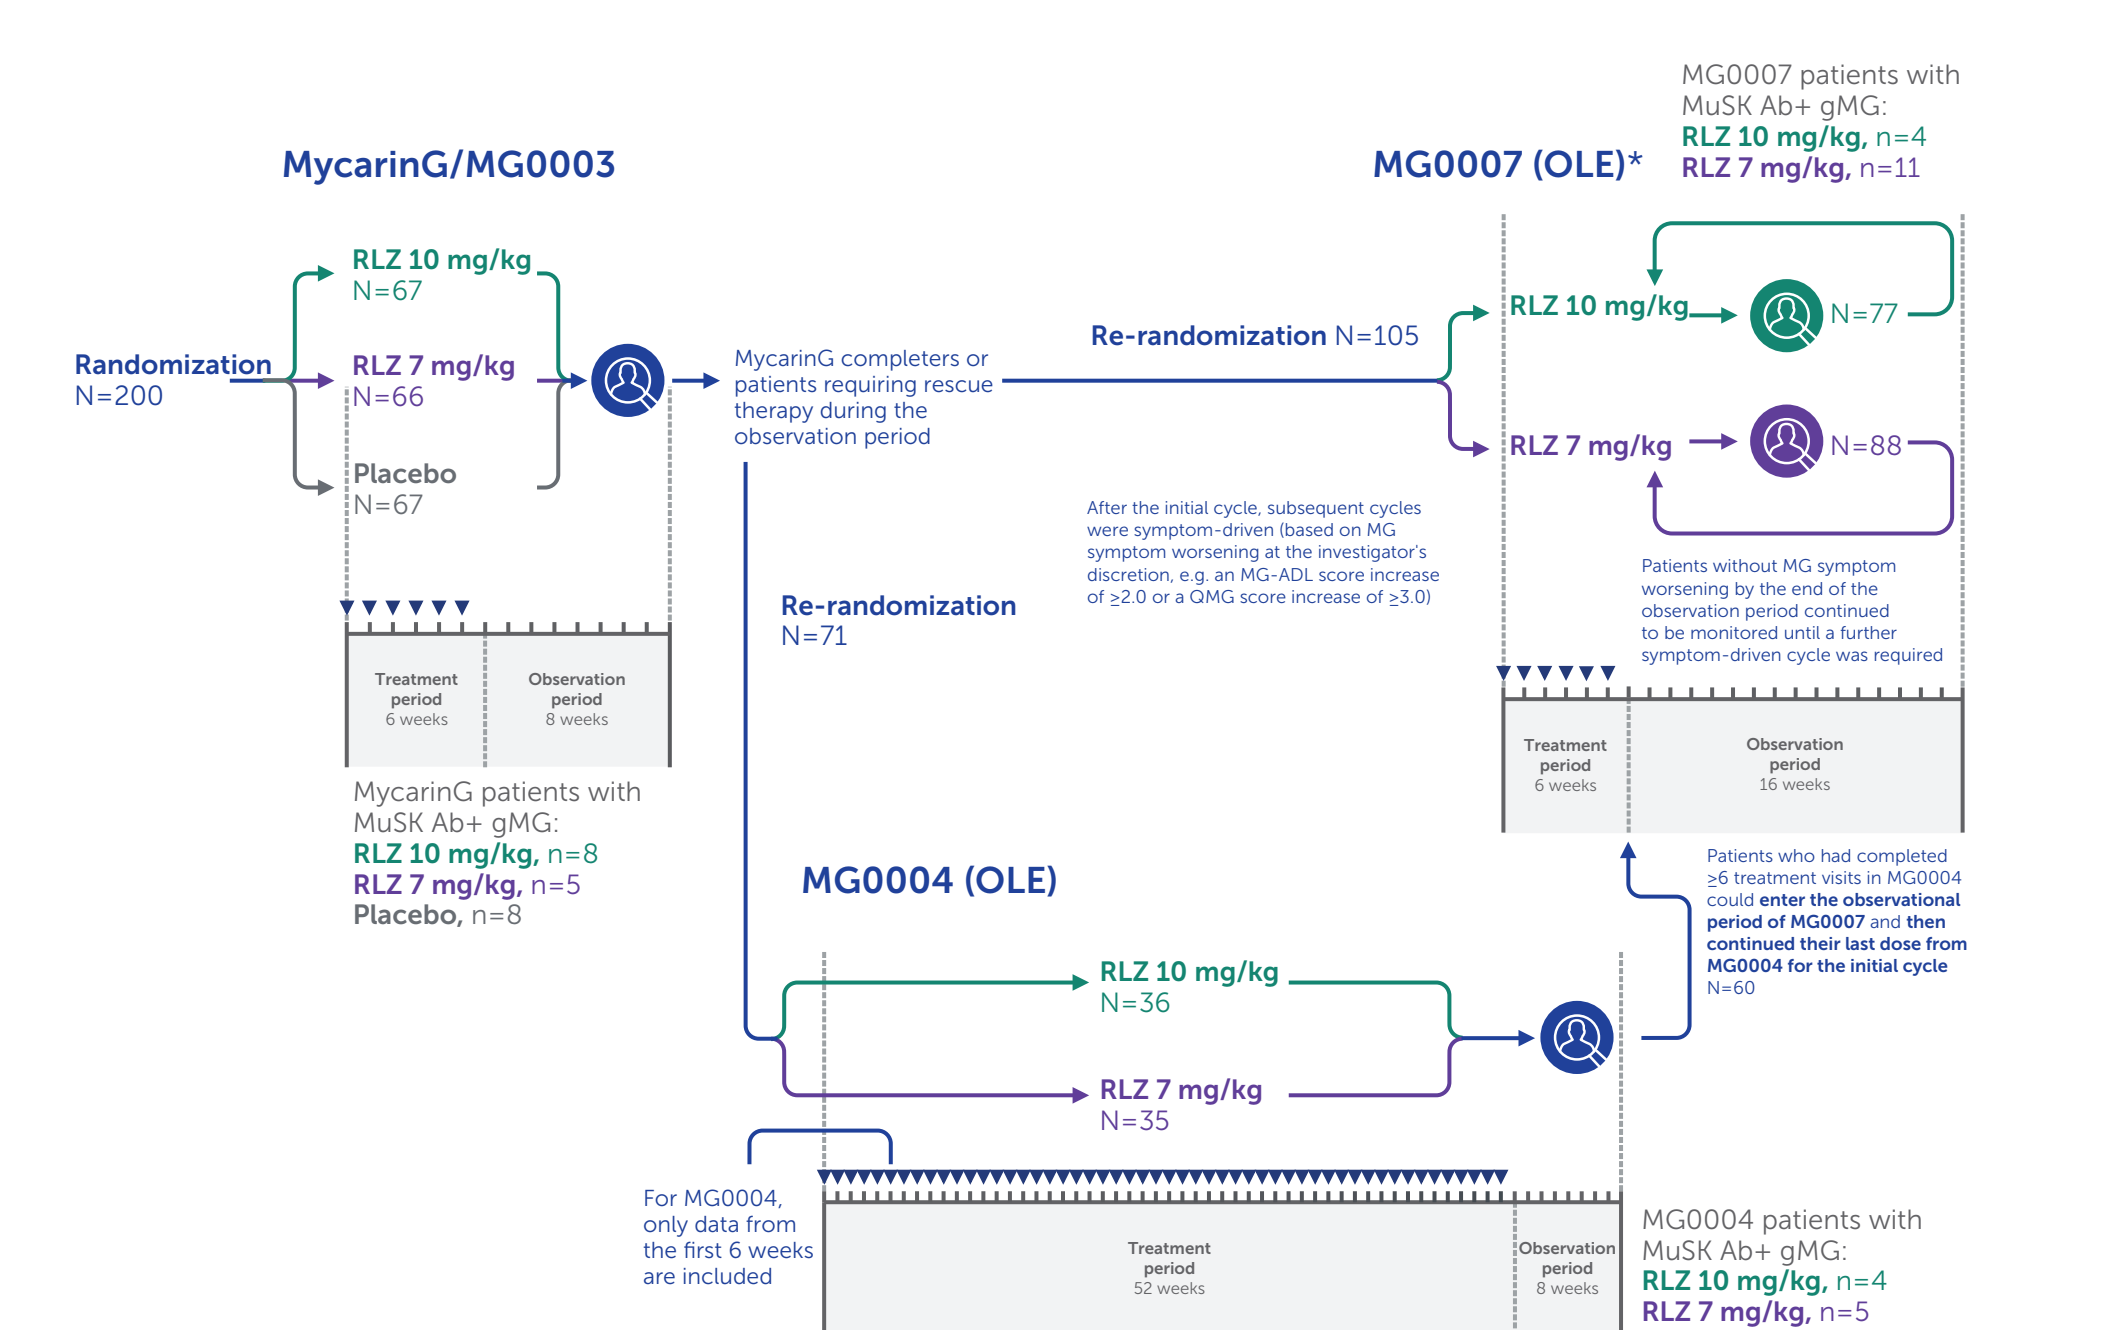 MycarinG/MG0003
Randomization
N=200
RLZ 10 mg/kg
N=67
RLZ 7 mg/kg
N=66
Placebo
N=67
Treatment
period
6 weeks
Observation
period
8 weeks
MycarinG patients with
MuSK Ab+ gMG:
RLZ 10 mg/kg, n=8
RLZ 7 mg/kg, n=5
Placebo, n=8
MycarinG completers or
patients requiring rescue
therapy during the
observation period
Re-randomization N=105
MG0007 (OLE)*
MG0007 patients with
MuSK Ab+ gMG:
RLZ 10 mg/kg, n=4
RLZ 7 mg/kg, n=11
RLZ 10 mg/kg
N=77
RLZ 7 mg/kg
N=88
After the initial cycle, subsequent cycles
were symptom-driven (based on MG
symptom worsening at the investigator's
discretion, e.g. an MG-ADL score increase
of ≥2.0 or a QMG score increase of ≥3.0)
Patients without MG symptom
worsening by the end of the
observation period continued
to be monitored until a further
symptom-driven cycle was required
Treatment
period
6 weeks
Observation
period
16 weeks
Re-randomization
N=71
MG0004 (OLE)
RLZ 10 mg/kg
N=36
RLZ 7 mg/kg
N=35
Patients who had completed
≥6 treatment visits in MG0004
could enter the observational
period of MG0007 and then
continued their last dose from
MG0004 for the initial cycle
N=60
For MG0004,
only data from
the first 6 weeks
are included
Treatment
period
52 weeks
Observation
period
8 weeks
MG0004 patients with
MuSK Ab+ gMG:
RLZ 10 mg/kg, n=4
RLZ 7 mg/kg, n=5